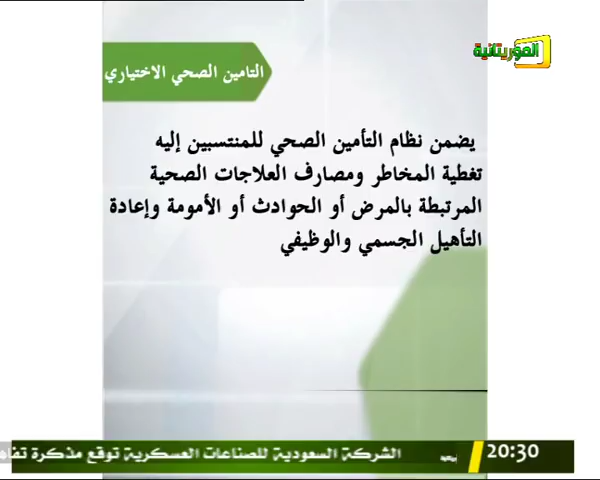 الموريتانية
التامين الصحي الاختياري
يضمن نظام التأمين الصحي للمنتسبين إليه
تغطية المخاطر ومصارف العلاجات الصحية
المرتبطة بالمرض أو الحوادث أو الأمومة وإعادة
التأهيل الجسمي والوظيفي
20:30
الشركة السعودية للصناعات العسكرية توقع مذكرة